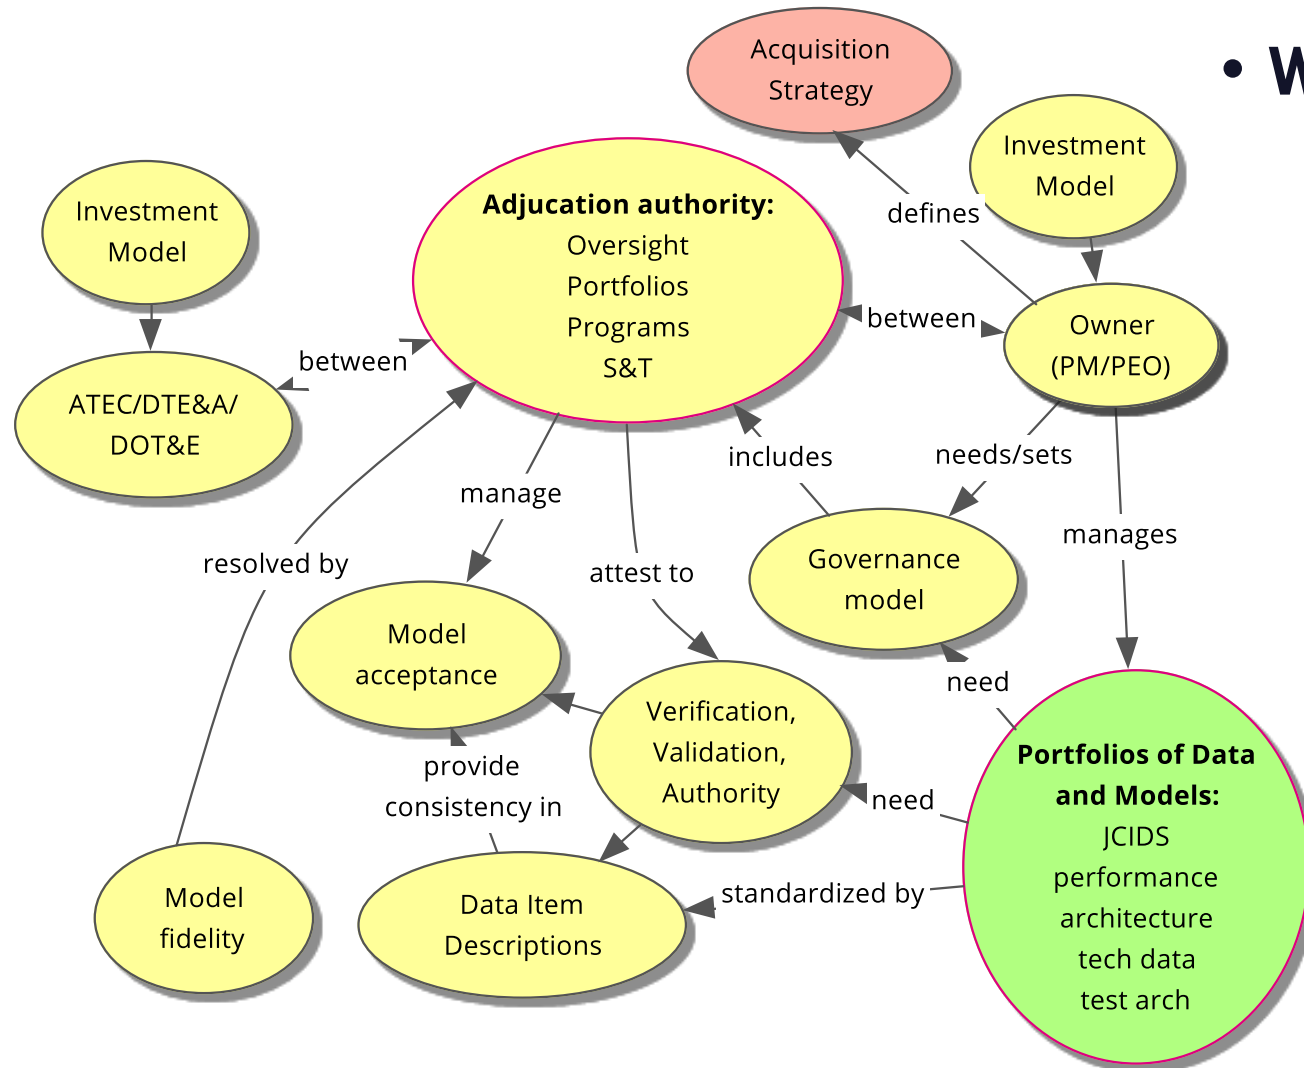 Acquisition
Strategy
• W
Investment
Model
Investment
Model
defines
Adjucation authority:
Oversight
Portfolios
Programs
S&T
between
Owner
(PM/PEO)
between
ATEC/DTE&A/
DOT&E
includes
needs/sets
manage
manages
resolved by
attest to
Governance
model
Model
acceptance
need
Verification,
Validation,
Authority
provide
consistency in
need
Portfolios of Data
and Models:
JCIDS
performance
architecture
tech data
test arch
standardized by
Model
fidelity
Data Item
Descriptions